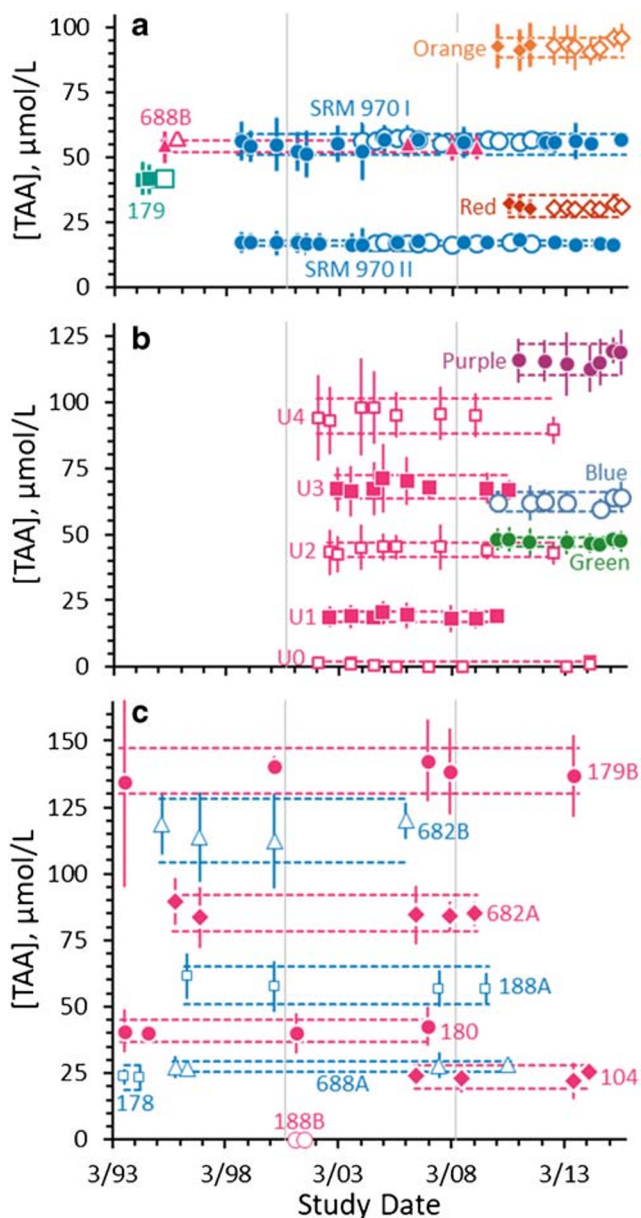 a
[TAA], µmol/L
100
75
50
25
0
Orange
SRM 970 I
688B
179
Red
SRM 970 II
b
[TAA], µmol/L
125
100
75
50
25
0
Purple
U4
U3
Blue
U2
Green
U1
U0
c
[TAA], µmol/L
150
125
100
75
50
25
0
179B
682B
682A
188A
180
688A
104
178
188B
3/93
3/98
3/03
3/08
3/13
Study Date